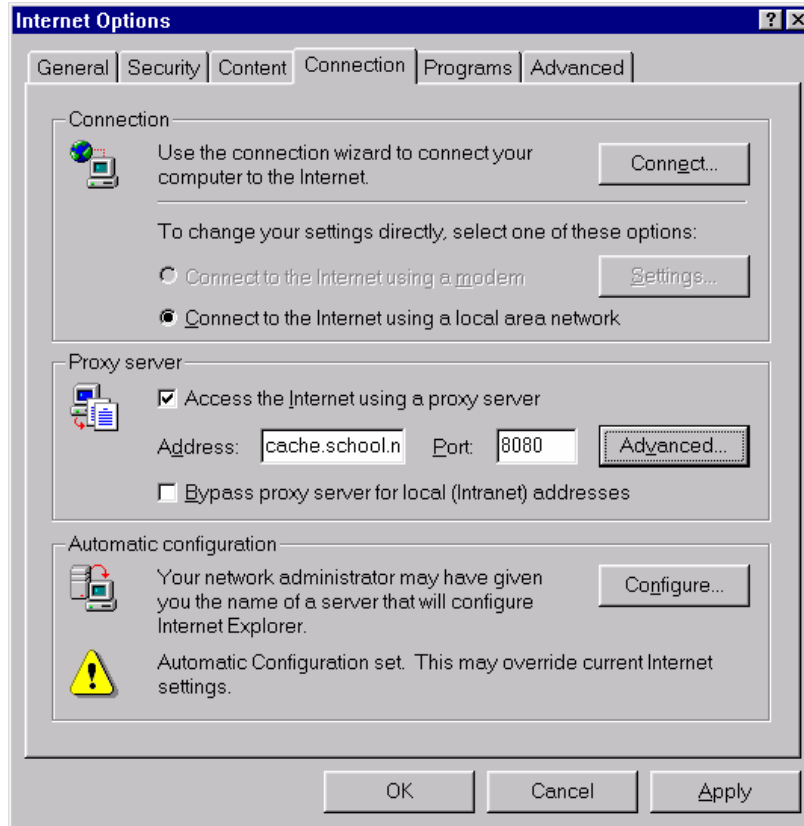 Internet Options
General Security Content Connection Programs Advanced
Connection
Use the connection wizard to connect your
computer to the Internet.
Connect...
To change your settings directly, select one of these options:
Connect to the Internet using a modem
Settings...
Connect to the Internet using a local area network
Proxy server
Access the Internet using a proxy server
Address: cache.school.n Port: 8080 Advanced...
Bypass proxy server for local (Intranet) addresses
Automatic configuration
Your network administrator may have given
you the name of a server that will configure
Internet Explorer.
Configure...
Automatic Configuration set. This may override current Internet
settings.
OK Cancel Apply